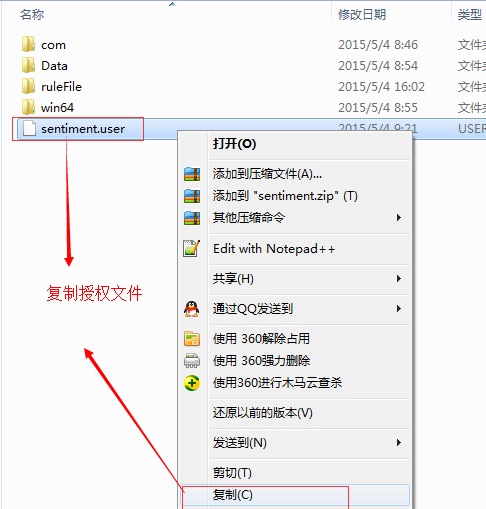 名称 修改日期 类型
com 2015/5/4 8:46 文件夹
Data 2015/5/4 8:54 文件夹
ruleFile 2015/5/4 16:02 文件夹
win64 2015/5/4 8:55 文件夹
sentiment.user 2015/5/4 9:21 USER
打开(O)
添加到压缩文件(A)...
添加到 "sentiment.zip" (T)
其他压缩命令
Edit with Notepad++
共享(H)
复制授权文件
通过QQ发送到
使用 360解除占用
使用 360强力删除
使用360进行木马云查杀
还原以前的版本(V)
发送到(N)
剪切(T)
复制(C)